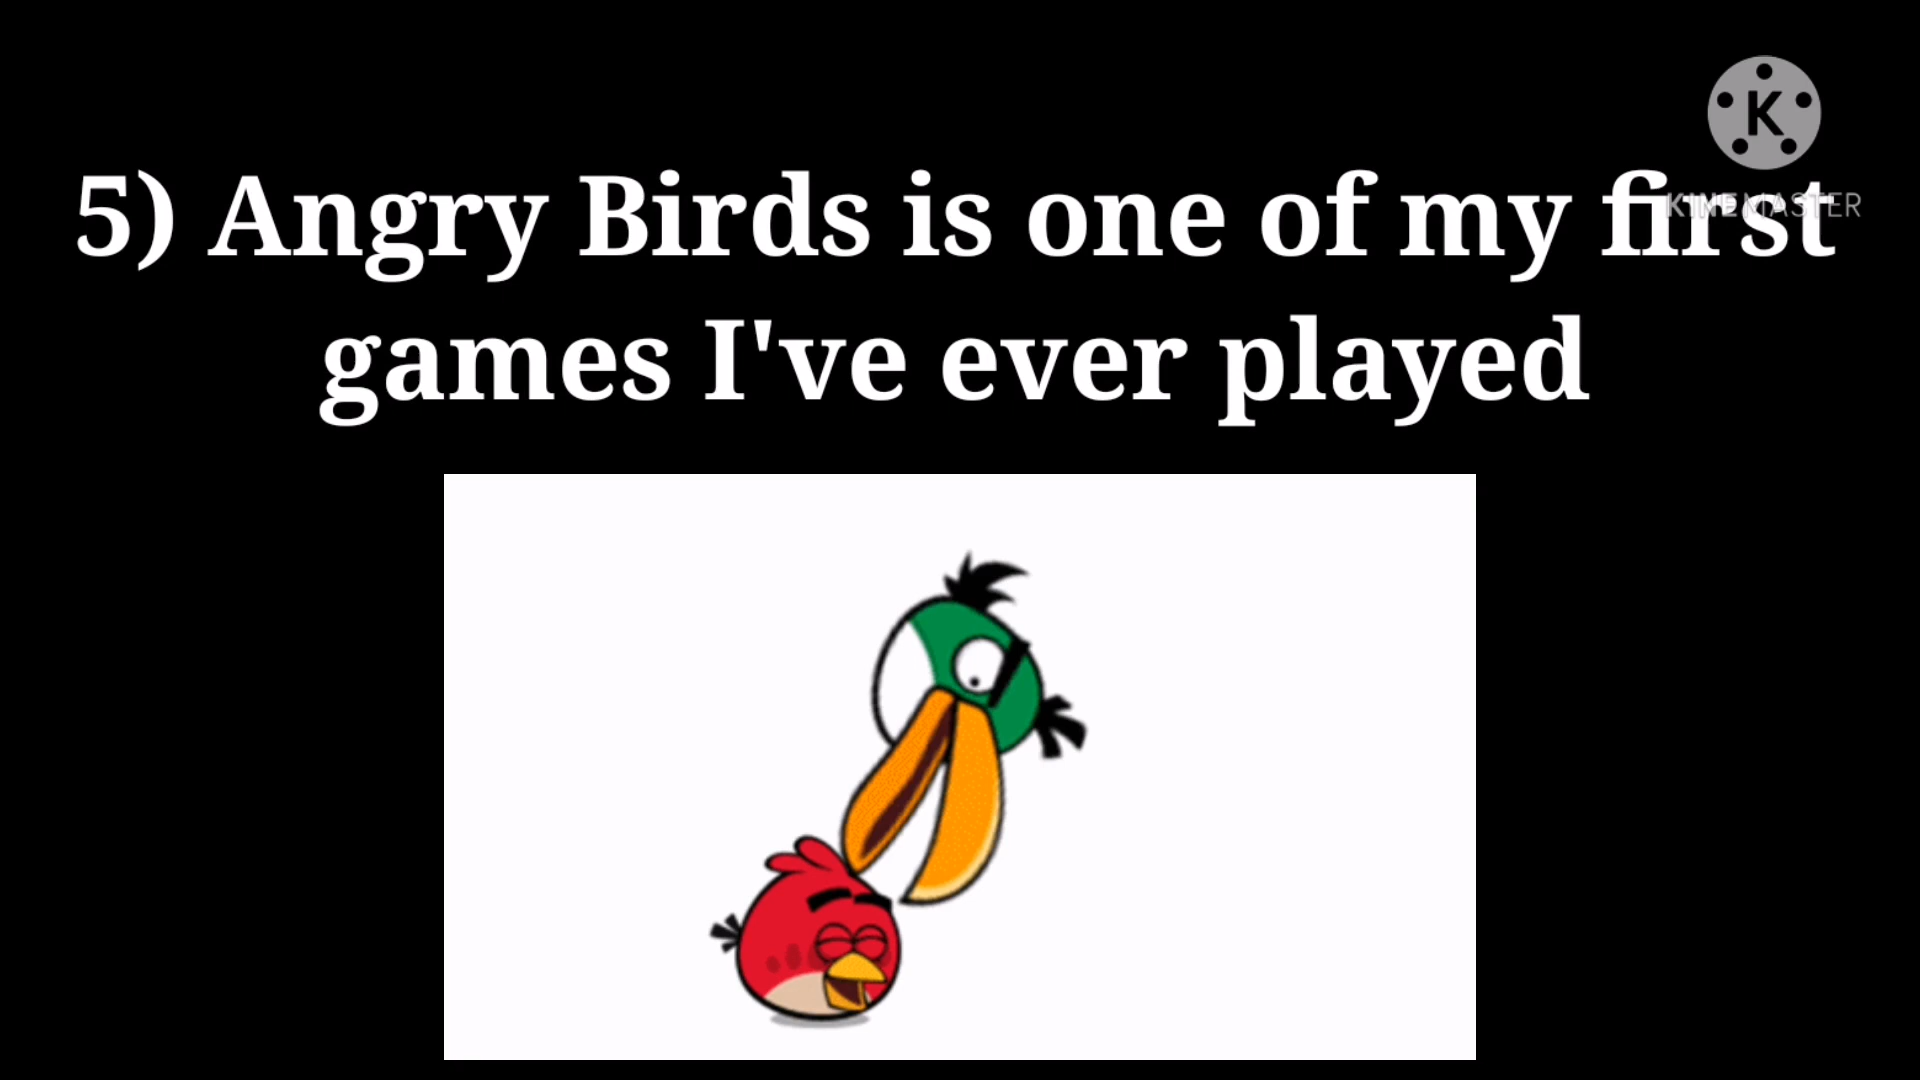 K
KINEMASTER
5) Angry Birds is one of my first
games I've ever played